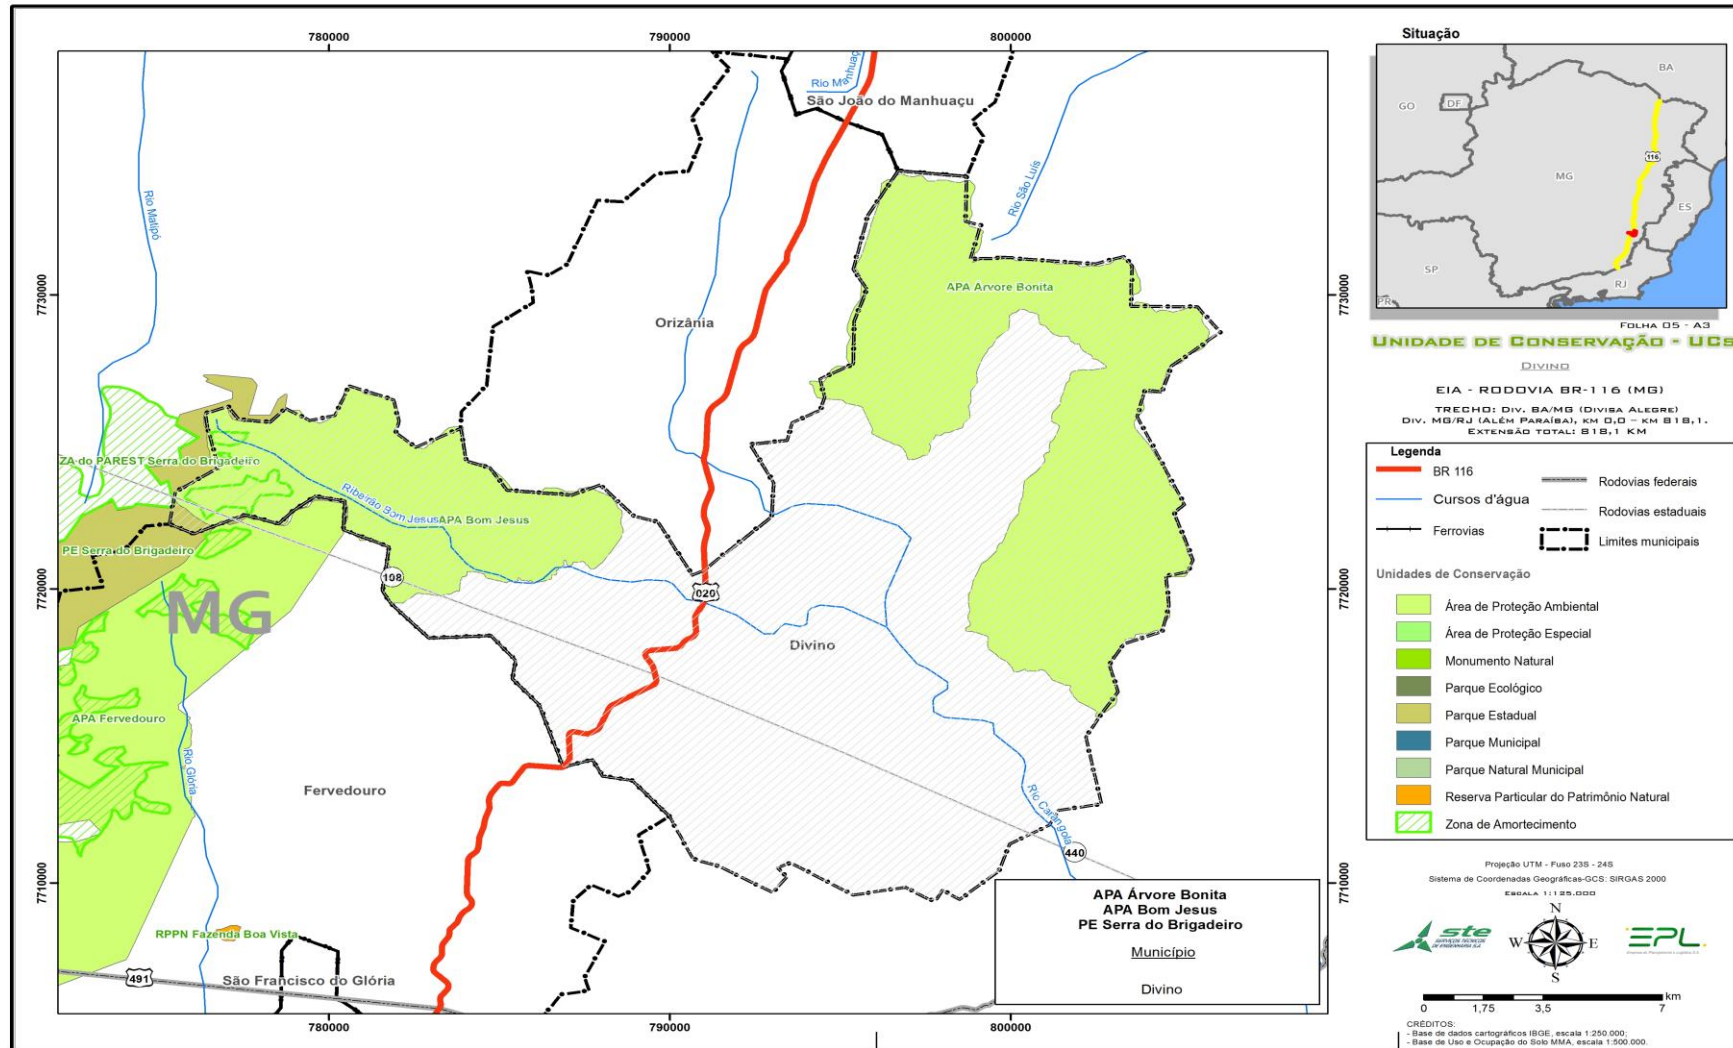 780000
790000
800000
Situação
BA
GO
DF
116
MG
ES
SP
RJ
PR
FOLHA 05 - A3
UNIDADE DE CONSERVAÇÃO - UCs
DIVINO
EIA - RODOVIA BR-116 (MG)
TRECHO: DIV. BA/MG (DIVISA ALEGRE)
DIV. MG/RJ (ALÉM PARAÍBA), KM 0,0 – KM 818,1.
EXTENSÃO TOTAL: 818,1 KM
Legenda
BR 116
Cursos d'água
Ferrovias
Rodovias federais
Rodovias estaduais
Limites municipais
Unidades de Conservação
Área de Proteção Ambiental
Área de Proteção Especial
Monumento Natural
Parque Ecológico
Parque Estadual
Parque Municipal
Parque Natural Municipal
Reserva Particular do Patrimônio Natural
Zona de Amortecimento
Projeção UTM - Fuso 23S - 24S
Sistema de Coordenadas Geográficas-GCS: SIRGAS 2000
ESCALA 1:125.000
ste
SERVIÇOS TÉCNICOS
DE ENGENHARIA S.A.
N
W
E
S
EPL
0 1,75 3,5 7
km
CRÉDITOS:
- Base de dados cartográficos IBGE, escala 1:250.000;
- Base de Uso e Ocupação do Solo MMA, escala 1:500.000.
Rio Manhuaç
São João do Manhuaçu
Rio São Luís
Rio Matipó
7730000
7730000
APA Árvore Bonita
Orizânia
ZA do PAREST Serra do Brigadeiro
Ribeirão Bom Jesus
APA Bom Jesus
PE Serra do Brigadeiro
198
020
7720000
7720000
MG
Divino
APA Fervedouro
Rio Glória
Fervedouro
Rio Carangola
440
7710000
7710000
RPPN Fazenda Boa Vista
491
São Francisco do Glória
APA Árvore Bonita
APA Bom Jesus
PE Serra do Brigadeiro
Município
Divino
780000
790000
800000